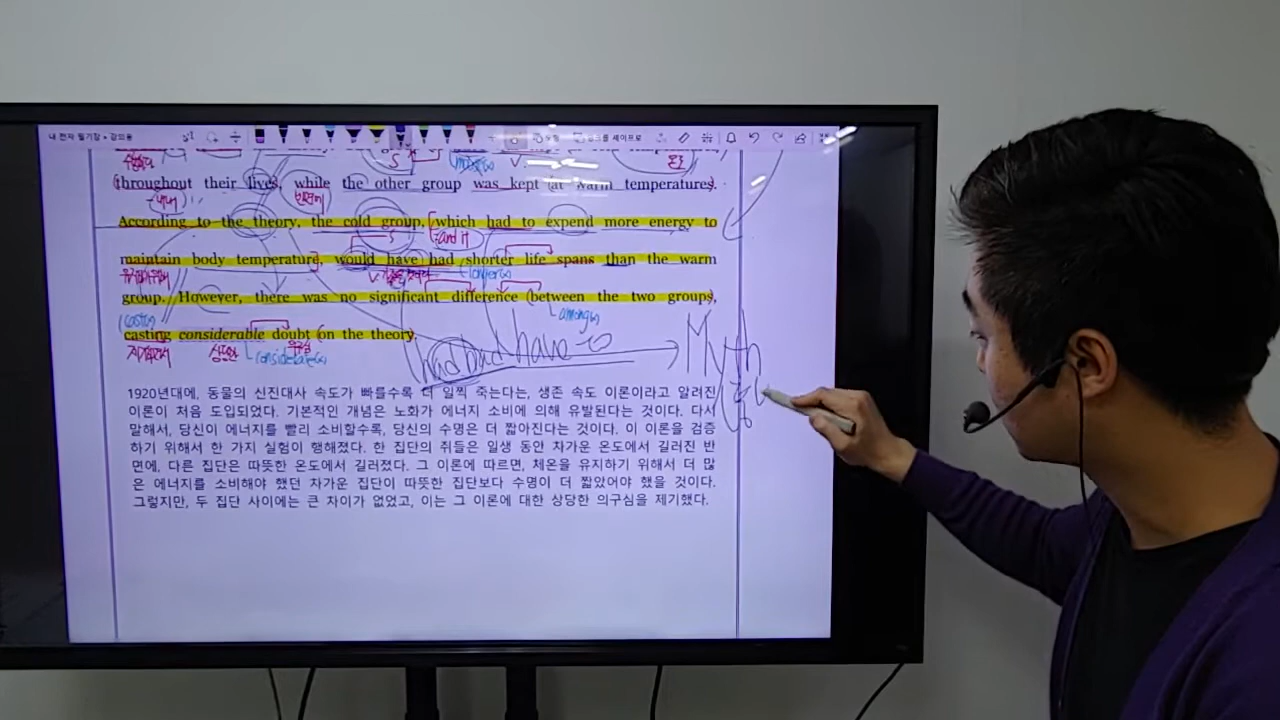 내 전자 필기장 • 강의용
throughout their lives, while the other group was kept (at warm temperatures).
According to the theory, the cold group, (which had to expend more energy to
:and it
maintain body temperature), would have had shorter life spans than the warm
longer(x)
group. However, there was no significant difference (between the two groups),
among(x)
casting considerable doubt (on the theory).
had had have to → Myth
1920년대에, 동물의 신진대사 속도가 빠를수록 더 일찍 죽는다는, 생존 속도 이론이라고 알려진
이론이 처음 도입되었다. 기본적인 개념은 노화가 에너지 소비에 의해 유발된다는 것이다. 다시
말해서, 당신이 에너지를 빨리 소비할수록, 당신의 수명은 더 짧아진다는 것이다. 이 이론을 검증
하기 위해서 한 가지 실험이 행해졌다. 한 집단의 쥐들은 일생 동안 차가운 온도에서 길러진 반
면에, 다른 집단은 따뜻한 온도에서 길러졌다. 그 이론에 따르면, 체온을 유지하기 위해서 더 많
은 에너지를 소비해야 했던 차가운 집단이 따뜻한 집단보다 수명이 더 짧았어야 했을 것이다.
그렇지만, 두 집단 사이에는 큰 차이가 없었고, 이는 그 이론에 대한 상당한 의구심을 제기했다.